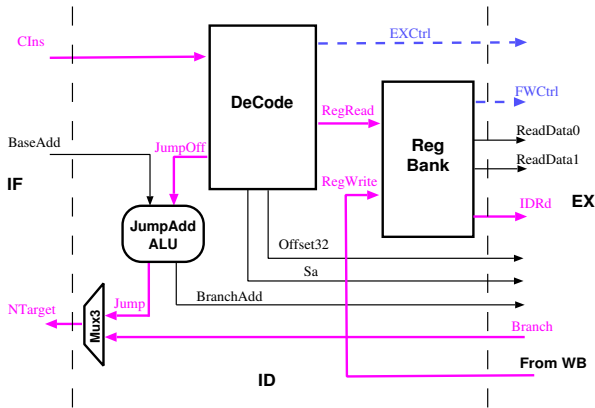 CIns
EXCtrl
DeCode
FWCtrl
RegRead
BaseAdd
JumpOff
Reg
Bank
ReadData0
ReadData1
IF
RegWrite
EX
IDRd
JumpAdd
ALU
Offset32
Sa
BranchAdd
NTarget
Jump
Mux3
Branch
From WB
ID